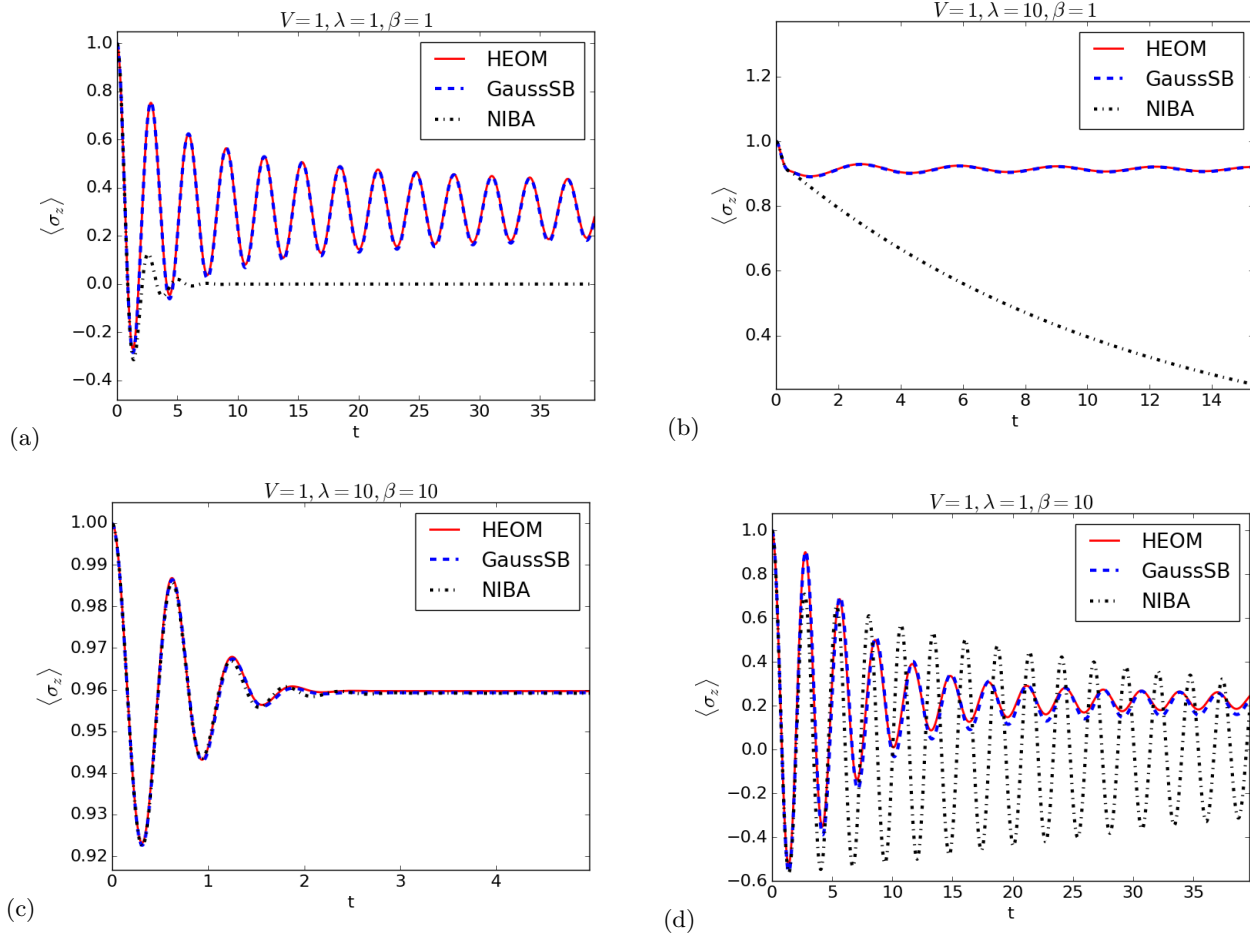 V = 1, λ = 1, β = 1
1.0
0.8
0.6
0.4
0.2
0.0
−0.2
−0.4
⟨σz⟩
HEOM
GaussSB
NIBA
0 5 10 15 20 25 30 35
t
(a)
V = 1, λ = 10, β = 1
1.2
1.0
0.8
0.6
0.4
⟨σz⟩
HEOM
GaussSB
NIBA
0 2 4 6 8 10 12 14
t
(b)
V = 1, λ = 10, β = 10
1.00
0.99
0.98
0.97
0.96
0.95
0.94
0.93
0.92
⟨σz⟩
HEOM
GaussSB
NIBA
0 1 2 3 4
t
(c)
V = 1, λ = 1, β = 10
1.0
0.8
0.6
0.4
0.2
0.0
−0.2
−0.4
−0.6
⟨σz⟩
HEOM
GaussSB
NIBA
0 5 10 15 20 25 30 35
t
(d)